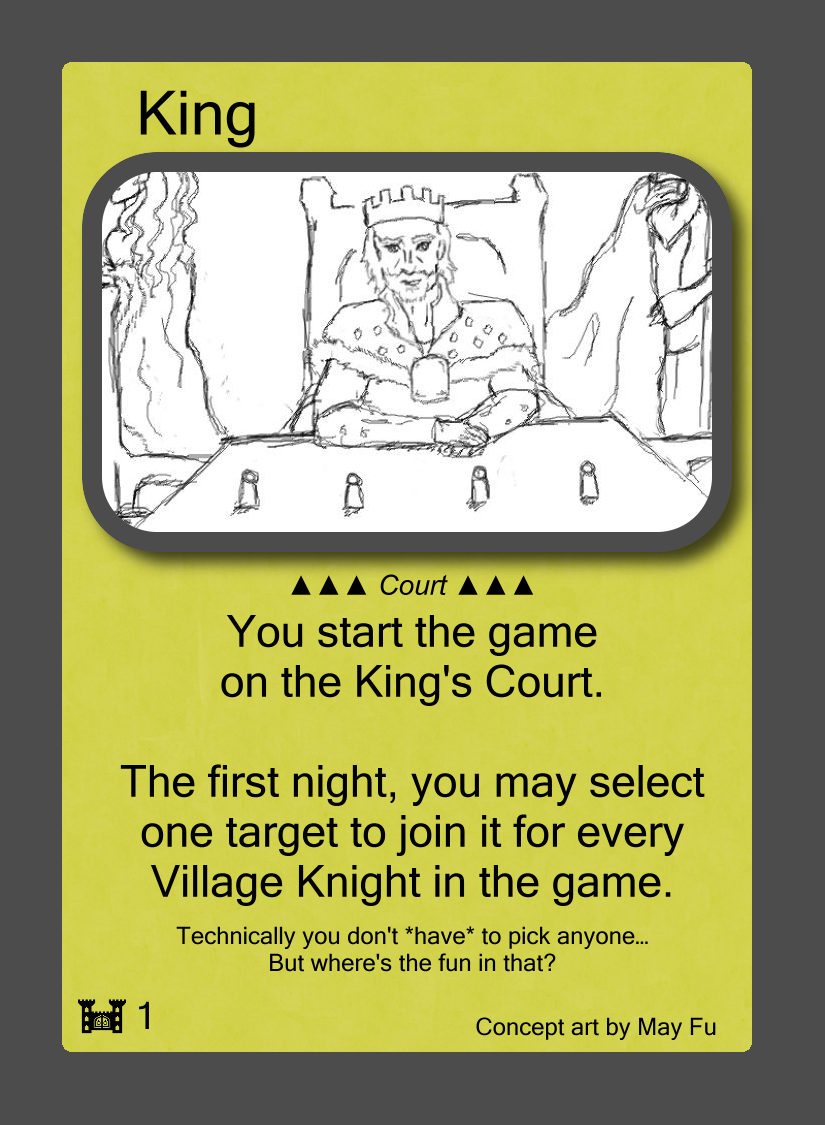 King
▲▲▲ Court ▲▲▲
You start the game
on the King's Court.
The first night, you may select
one target to join it for every
Village Knight in the game.
Technically you don't *have* to pick anyone...
But where's the fun in that?
1
Concept art by May Fu